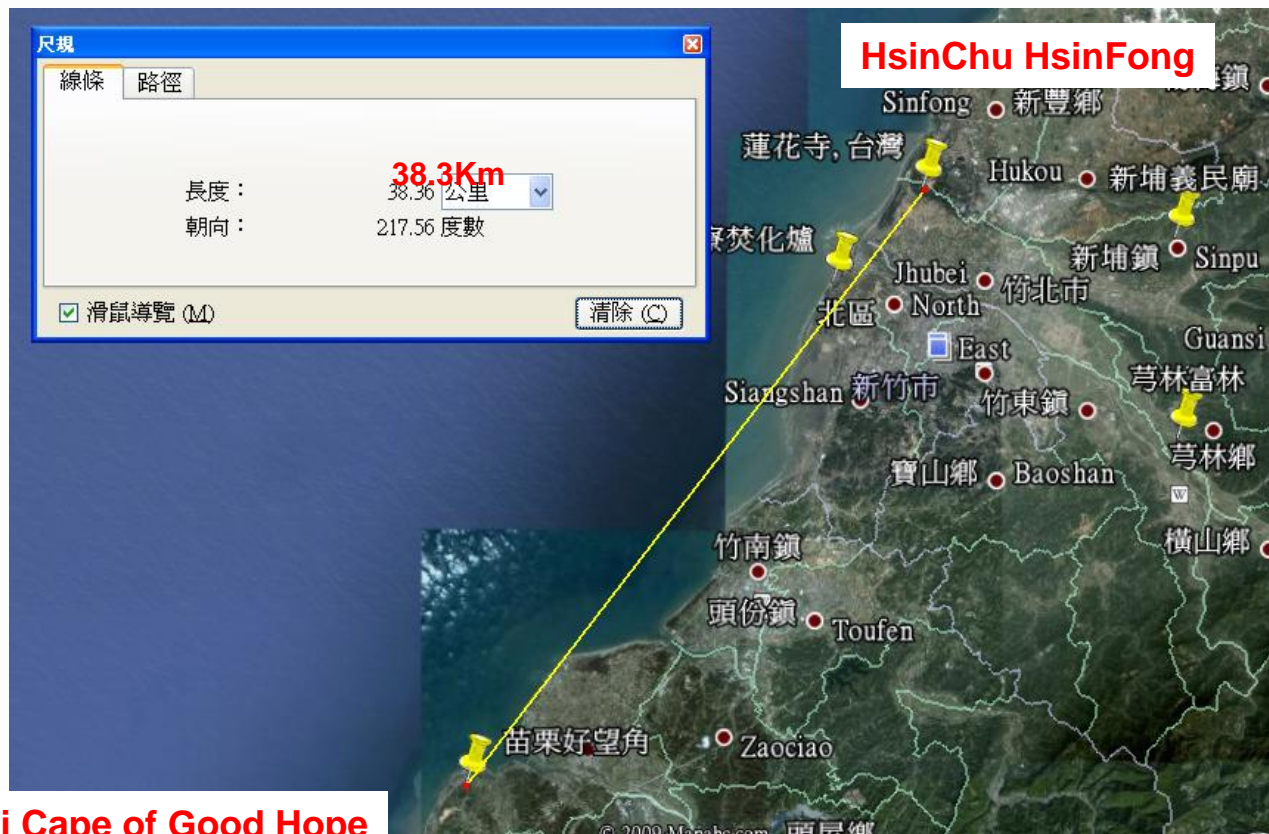 尺規
線條 路徑
38.3Km
長度： 38.36 公里
朝向： 217.56 度數
滑鼠導覽 (M)
清除 (C)
HsinChu HsinFong
Sinfong 新豐鄉
蓮花寺, 台灣
Hukou 新埔義民廟
寮焚化爐
新埔鎮 Sinpu
Jhubei 竹北市
北區 North
East
Guansi
芎林富林
Siangshan 新竹市
竹東鎮
芎林鄉
寶山鄉 Baoshan
W
橫山鄉
竹南鎮
頭份鎮 Toufen
苗栗好望角
Zaociao
i Cape of Good Hope
© 2009
頭屋鄉